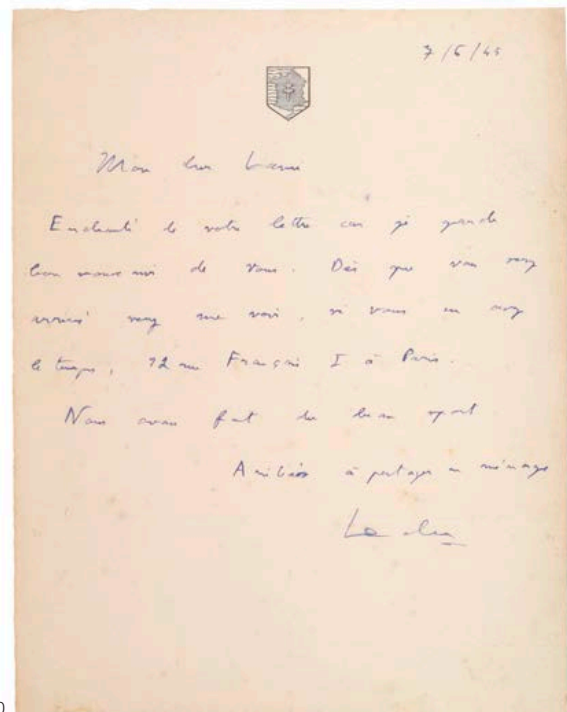 7/6/45
Mon cher
Enchanté de votre lettre car je garde
bon souvenir de vous. Dès que vous serez
venez me voir, si vous en avez
le temps, 12 rue François I à Paris.
Nous avons fait du beau sport
Amitiés à partager en ménage